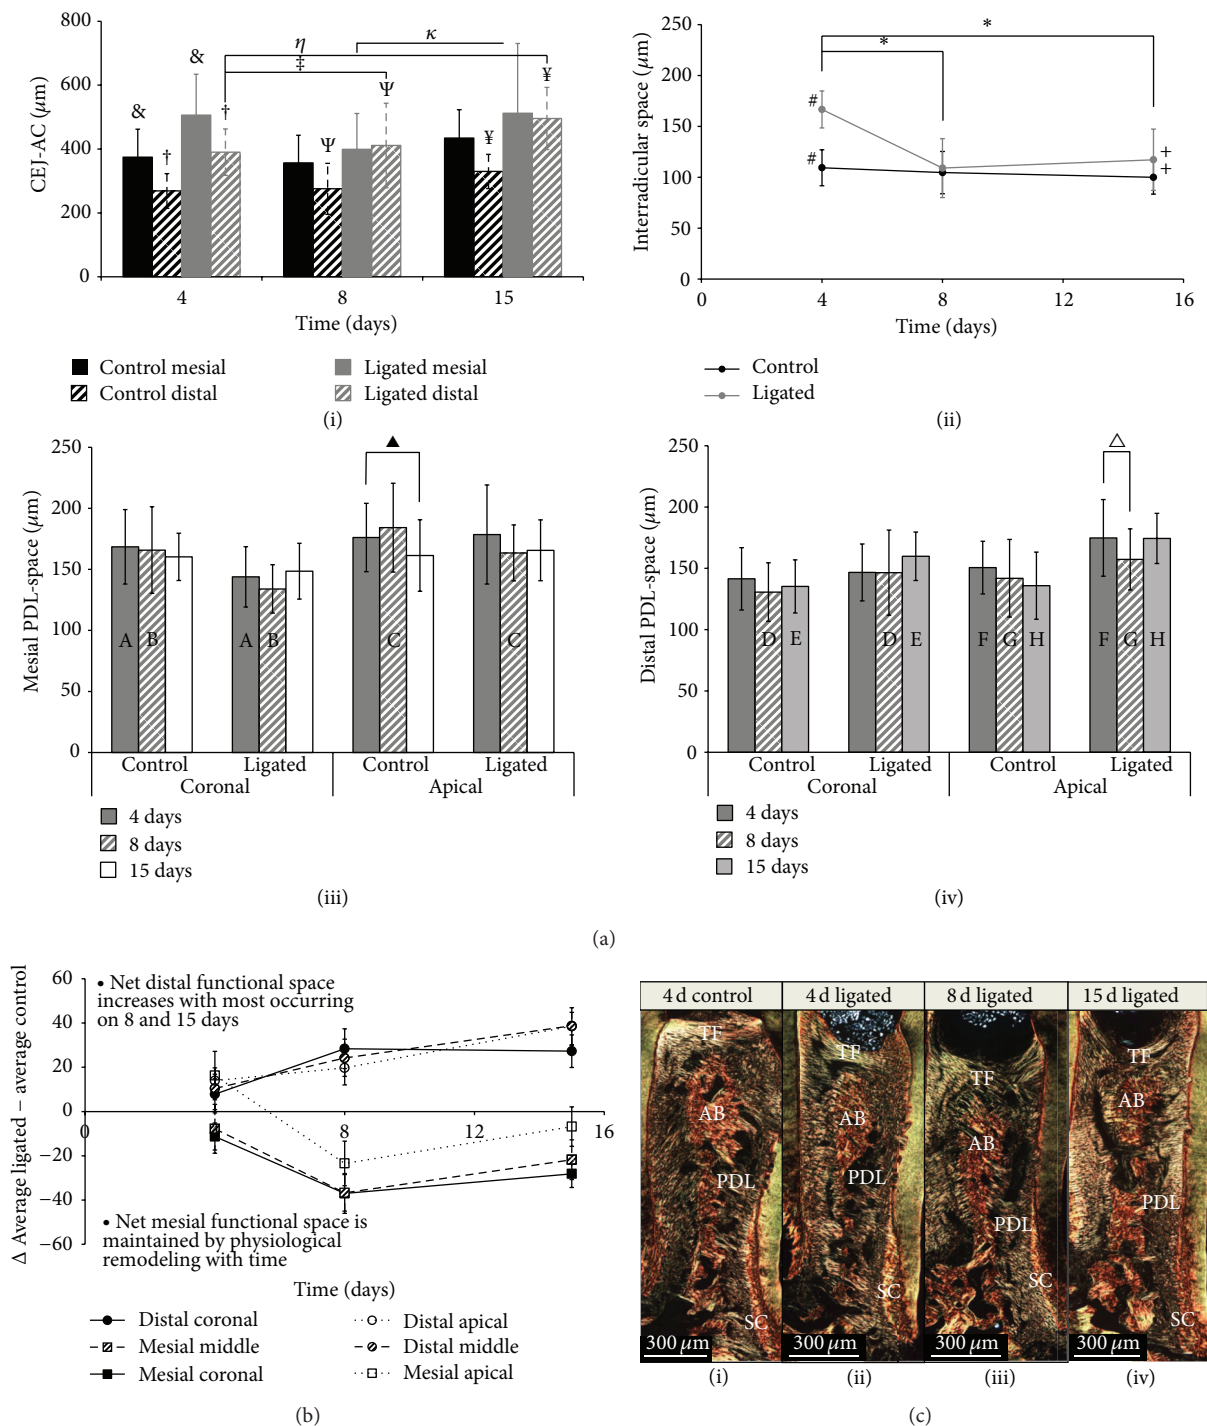 800
600
400
200
0
CEJ-AC (μm)
&
†
&
†
η
‡
κ
Ψ
Ψ
¥
¥
4
8
15
Time (days)
Control mesial
Ligated mesial
Control distal
Ligated distal
(i)
250
200
150
100
50
0
Interradicular space (μm)
*
*
#
#
+
+
0
4
8
12
16
Time (days)
Control
Ligated
(ii)
250
200
150
100
50
0
Mesial PDL-space (μm)
▲
A
B
A
B
C
C
Control
Ligated
Control
Ligated
Coronal
Apical
4 days
8 days
15 days
(iii)
250
200
150
100
50
0
Distal PDL-space (μm)
△
D
E
D
E
F
G
H
F
G
H
Control
Ligated
Control
Ligated
Coronal
Apical
4 days
8 days
15 days
(iv)
(a)
60
40
20
0
−20
−40
−60
Δ Average ligated − average control
• Net distal functional space
increases with most occurring
on 8 and 15 days
0
8
12
16
• Net mesial functional space is
maintained by physiological
remodeling with time
Time (days)
Distal coronal
Distal apical
Mesial middle
Distal middle
Mesial coronal
Mesial apical
(b)
4 d control
4 d ligated
8 d ligated
15 d ligated
TF
AB
PDL
SC
300 μm
TF
AB
PDL
SC
300 μm
TF
AB
PDL
SC
300 μm
TF
AB
PDL
SC
300 μm
(i)
(ii)
(iii)
(iv)
(c)